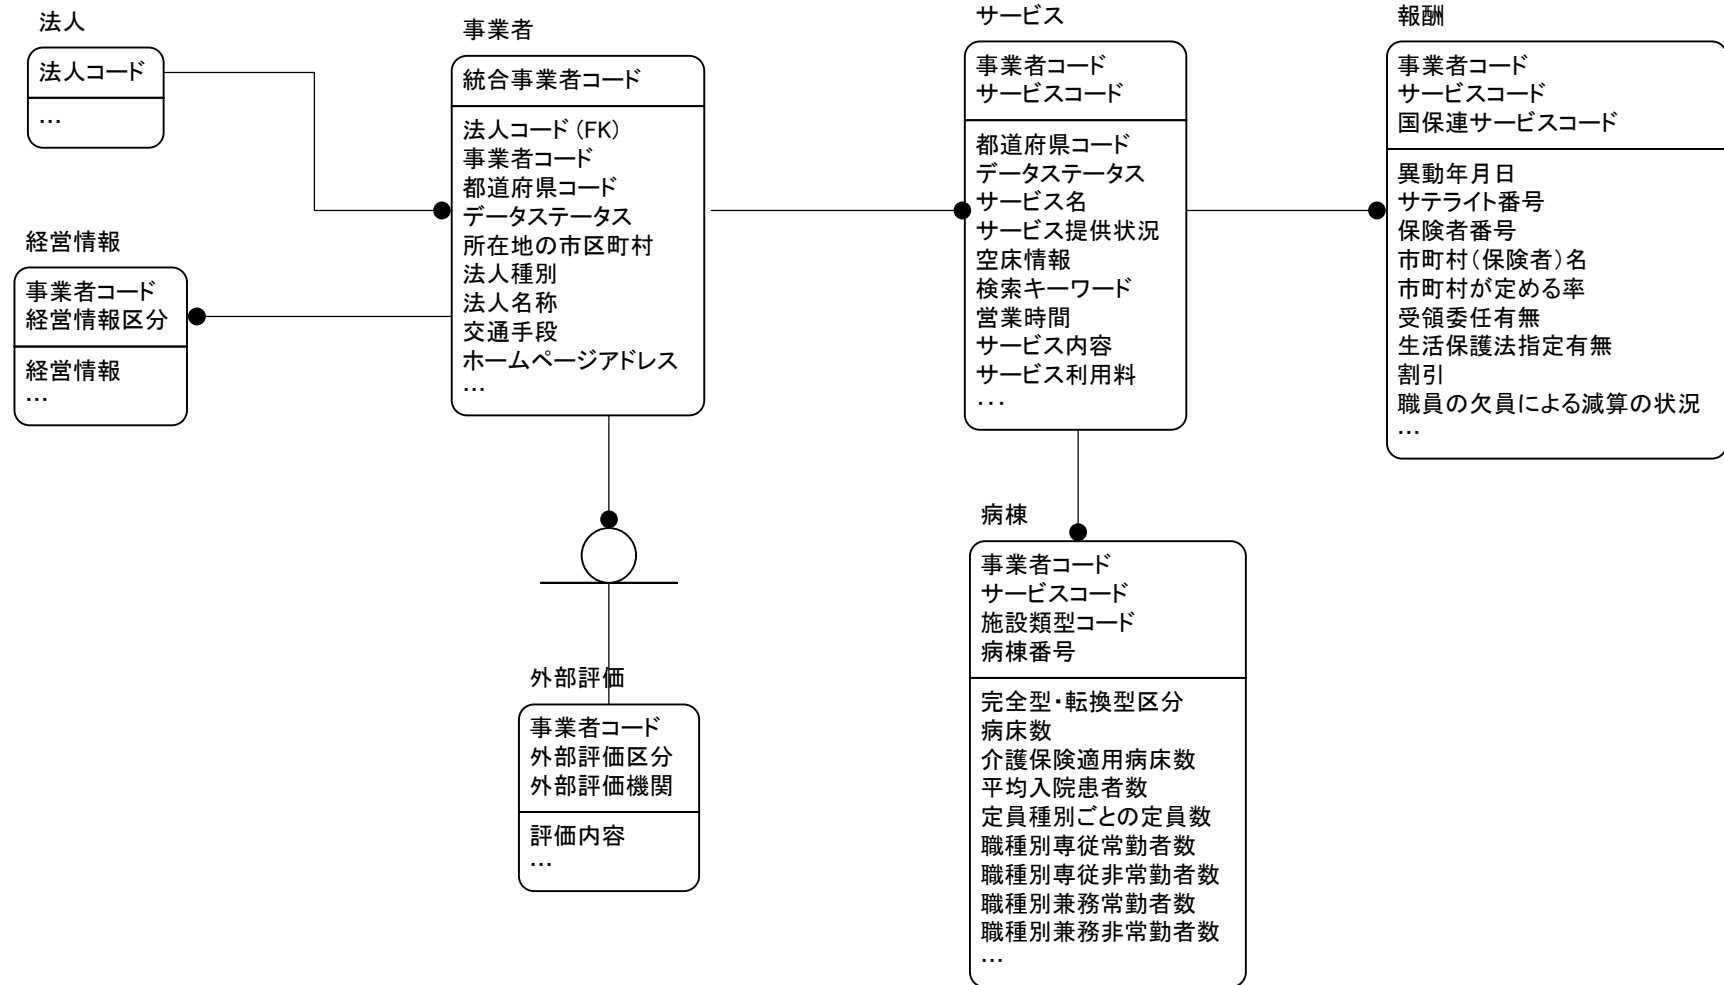 法人
法人コード
…
事業者
統合事業者コード
法人コード (FK)
事業者コード
都道府県コード
データステータス
所在地の市区町村
法人種別
法人名称
交通手段
ホームページアドレス
…
経営情報
事業者コード
経営情報区分
経営情報
…
外部評価
事業者コード
外部評価区分
外部評価機関
評価内容
…
サービス
事業者コード
サービスコード
都道府県コード
データステータス
サービス名
サービス提供状況
空床情報
検索キーワード
営業時間
サービス内容
サービス利用料
…
病棟
事業者コード
サービスコード
施設類型コード
病棟番号
完全型・転換型区分
病床数
介護保険適用病床数
平均入院患者数
定員種別ごとの定員数
職種別専従常勤者数
職種別専従非常勤者数
職種別兼務常勤者数
職種別兼務非常勤者数
…
報酬
事業者コード
サービスコード
国保連サービスコード
異動年月日
サテライト番号
保険者番号
市町村（保険者）名
市町村が定める率
受領委任有無
生活保護法指定有無
割引
職員の欠員による減算の状況
…